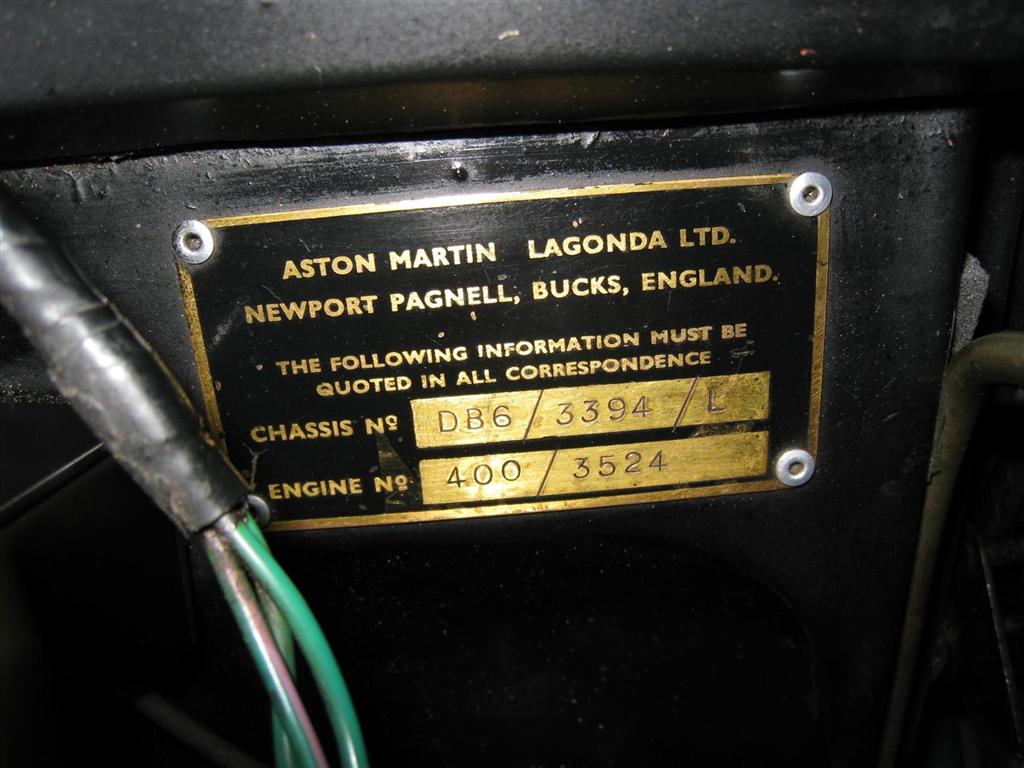 ASTON MARTIN LAGONDA LTD.
NEWPORT PAGNELL, BUCKS, ENGLAND.
THE FOLLOWING INFORMATION MUST BE
QUOTED IN ALL CORRESPONDENCE
CHASSIS Nº DB6/3394/L
ENGINE Nº 400/3524